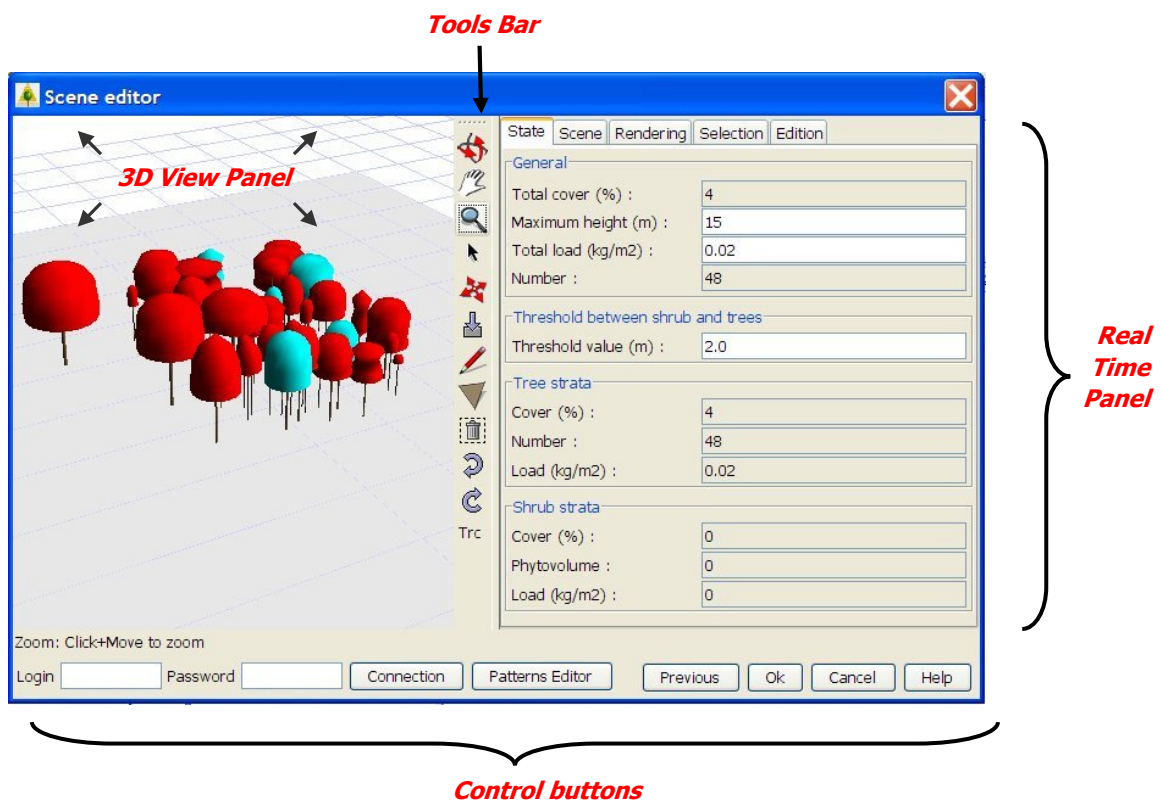 Tools Bar
Scene editor
3D View Panel
State Scene Rendering Selection Edition
General
Total cover (%) : 4
Maximum height (m) : 15
Total load (kg/m2) : 0.02
Number : 48
Threshold between shrub and trees
Threshold value (m) : 2.0
Tree strata
Cover (%) : 4
Number : 48
Load (kg/m2) : 0.02
Shrub strata
Trc
Cover (%) : 0
Phytovolume : 0
Load (kg/m2) : 0
Real
Time
Panel
Zoom: Click+Move to zoom
Login Password Connection Patterns Editor Previous Ok Cancel Help
Control buttons